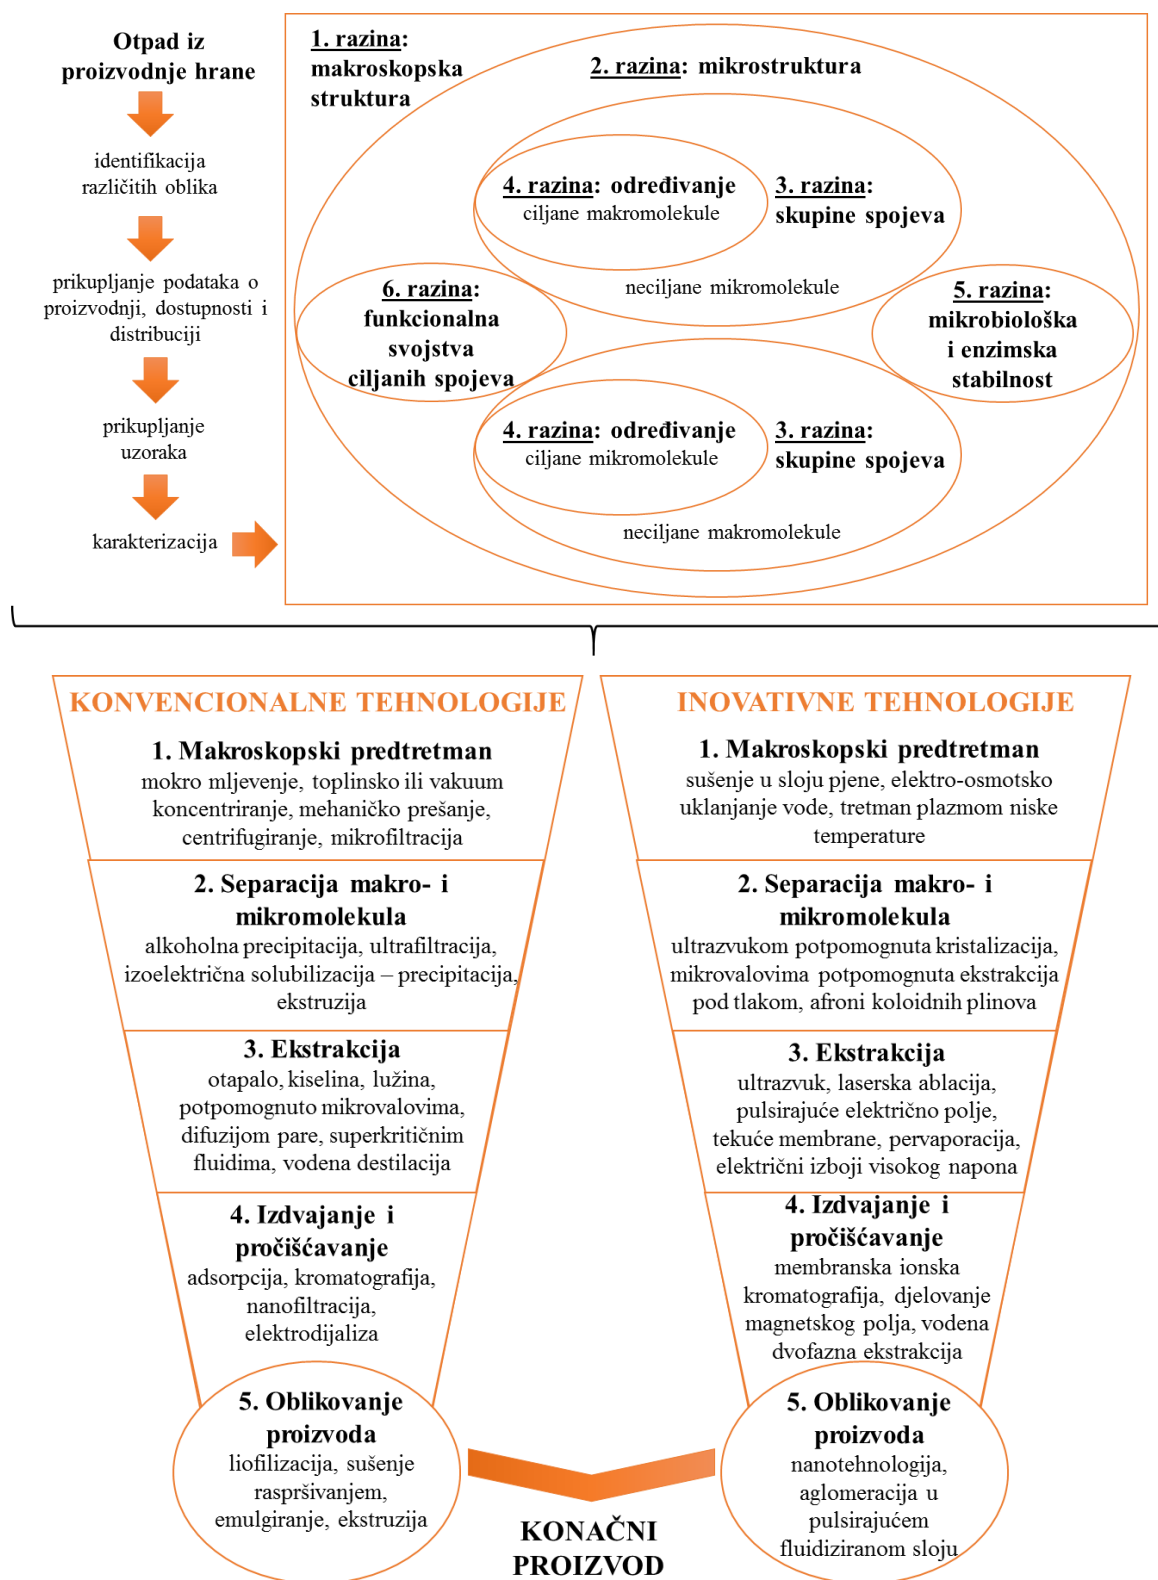 Otpad iz
proizvodnje hrane
identifikacija
različitih oblika
prikupljanje podataka o
proizvodnji, dostupnosti i
distribuciji
prikupljanje
uzoraka
karakterizacija
1. razina:
makroskopska
struktura
2. razina: mikrostruktura
4. razina: određivanje
ciljane makromolekule
3. razina:
skupine spojeva
neciljane mikromolekule
6. razina:
funkcionalna
svojstva
ciljanih spojeva
5. razina:
mikrobiološka
i enzimska
stabilnost
4. razina: određivanje
ciljane mikromolekule
3. razina:
skupine spojeva
neciljane makromolekule
KONVENCIONALNE TEHNOLOGIJE
1. Makroskopski predtretman
mokro mljevenje, toplinsko ili vakuum
koncentriranje, mehaničko prešanje,
centrifugiranje, mikrofiltracija
2. Separacija makro- i
mikromolekula
alkoholna precipitacija, ultrafiltracija,
izoelektrična solubilizacija – precipitacija,
ekstruzija
3. Ekstrakcija
otapalo, kiselina, lužina,
potpomognuto mikrovalovima,
difuzijom pare, superkritičnim
fluidima, vodena destilacija
4. Izdvajanje i
pročišćavanje
adsorpcija, kromatografija,
nanofiltracija,
elektrodijaliza
5. Oblikovanje
proizvoda
liofilizacija, sušenje
raspršivanjem,
emulgiranje, ekstruzija
INOVATIVNE TEHNOLOGIJE
1. Makroskopski predtretman
sušenje u sloju pjene, elektro-osmotsko
uklanjanje vode, tretman plazmom niske
temperature
2. Separacija makro- i
mikromolekula
ultrazvukom potpomognuta kristalizacija,
mikrovalovima potpomognuta ekstrakcija
pod tlakom, afroni koloidnih plinova
3. Ekstrakcija
ultrazvuk, laserska ablacija,
pulsirajuće električno polje,
tekuće membrane, pervaporacija,
električni izboji visokog napona
4. Izdvajanje i
pročišćavanje
membranska ionska
kromatografija, djelovanje
magnetskog polja, vodena
dvofazna ekstrakcija
5. Oblikovanje
proizvoda
nanotehnologija,
aglomeracija u
pulsirajućem
fluidiziranom sloju
KONAČNI
PROIZVOD